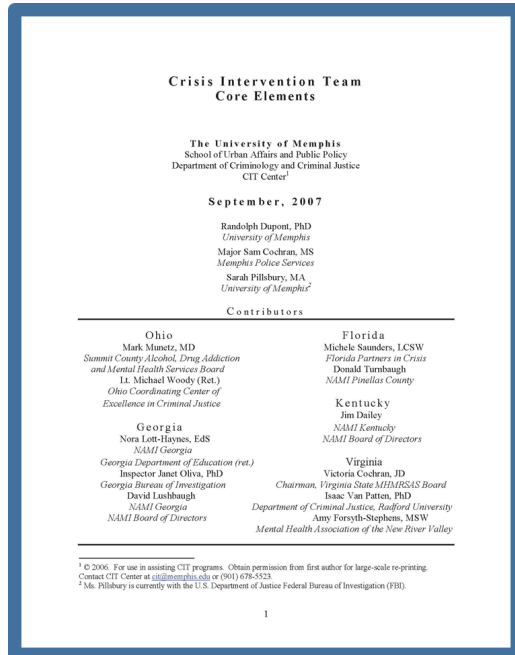 Crisis Intervention Team
Core Elements
The University of Memphis
School of Urban Affairs and Public Policy
Department of Criminology and Criminal Justice
CIT Center1
September, 2007
Randolph Dupont, PhD
University of Memphis
Major Sam Cochran, MS
Memphis Police Services
Sarah Pillsbury, MA
University of Memphis2
Contributors
Ohio
Mark Munetz, MD
Summit County Alcohol, Drug Addiction
and Mental Health Services Board
Lt. Michael Woody (Ret.)
Ohio Coordinating Center of
Excellence in Criminal Justice
Georgia
Nora Lott-Haynes, EdS
NAMI Georgia
Georgia Department of Education (ret.)
Inspector Janet Oliva, PhD
Georgia Bureau of Investigation
David Lushbaugh
NAMI Georgia
NAMI Board of Directors
Florida
Michele Saunders, LCSW
Florida Partners in Crisis
Donald Turnbaugh
NAMI Pinellas County
Kentucky
Jim Dailey
NAMI Kentucky
NAMI Board of Directors
Virginia
Victoria Cochran, JD
Chairman, Virginia State MHMRSAS Board
Isaac Van Patten, PhD
Department of Criminal Justice, Radford University
Amy Forsyth-Stephens, MSW
Mental Health Association of the New River Valley
1 © 2006. For use in assisting CIT programs. Obtain permission from first author for large-scale re-printing.
Contact CIT Center at cit@memphis.edu or (901) 678-5523.
2 Ms. Pillsbury is currently with the U.S. Department of Justice Federal Bureau of Investigation (FBI).
1